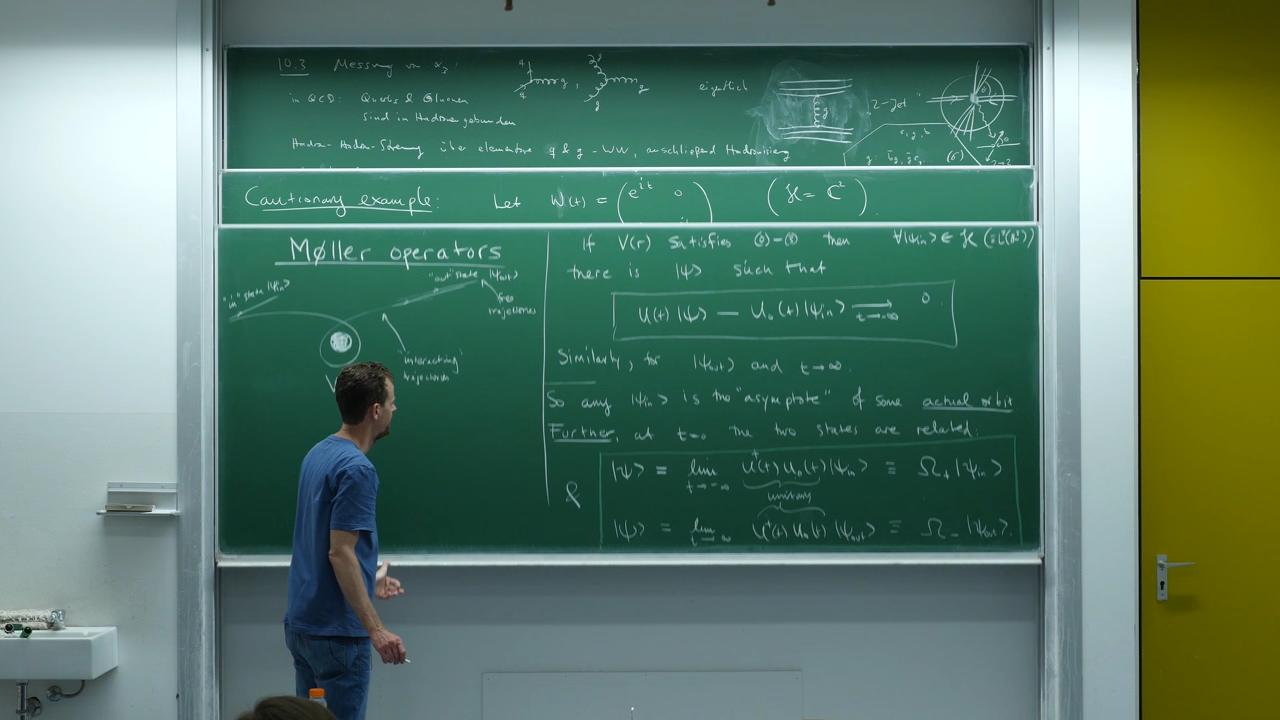 10.3 Messung von α_s:
in QCD: Quarks & Gluonen
sind in Hadronen gebunden
eigentlich
2-Jet
Hadron-Hadron-Streuung über elementare q & g - WW, anschließend Hadronisierung
Cautionary example: Let W(t) = ( e^{it} 0 ) (ℋ = ℂ²)
Møller operators
"in" state |ψin>
"out" state |ψout>
free trajectories
"interacting" trajectories
V
If V(r) satisfies then ∀|ψin> ∈ ℋ (= L²(ℝ³))
there is |ψ> such that
U(t)|ψ> − U₀(t)|ψin> → 0
t→-∞
Similarly, for |ψout> and t→∞.
So any |ψin> is the "asymptote" of some actual orbit
Further, at t=0 the two states are related:
& |ψ> = lim U†(t) U₀(t)|ψin> ≡ Ω₊|ψin>
t→-∞
unitary
|ψ> = lim U†(t) U₀(t)|ψout> ≡ Ω₋|ψout>.
t→∞